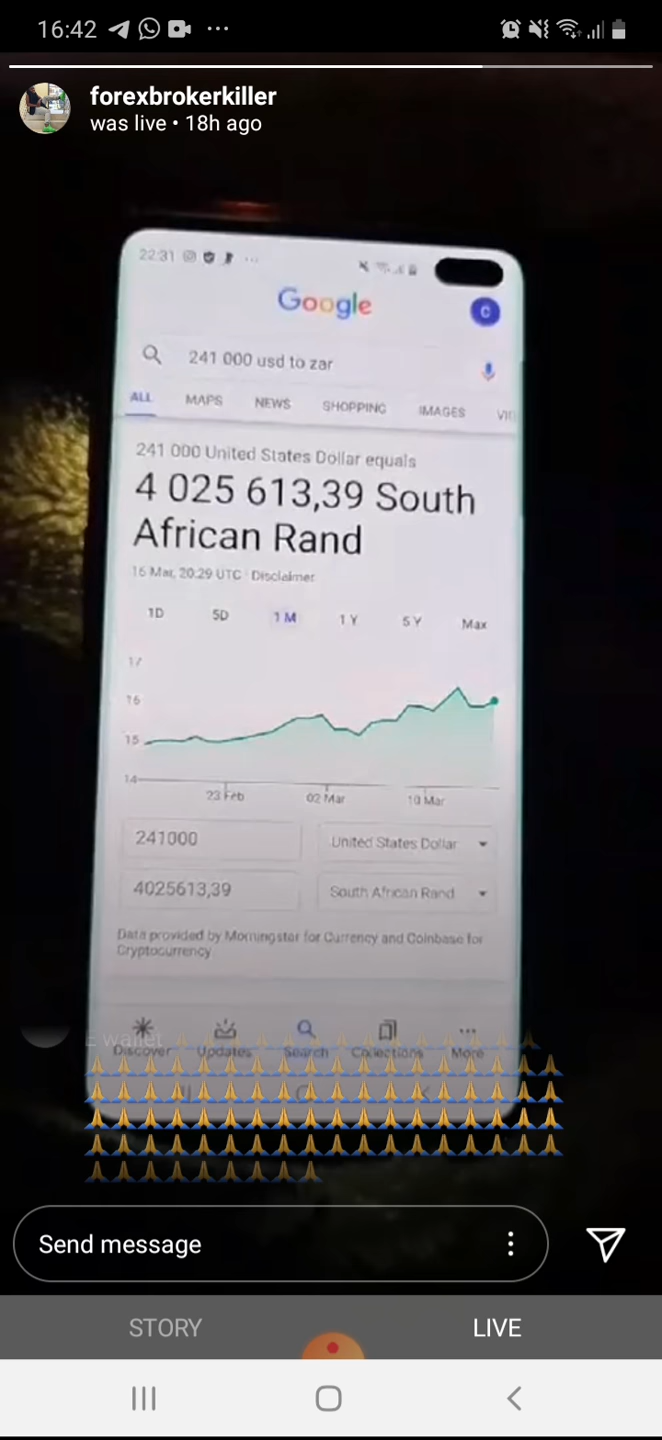 16:42
forexbrokerkiller
was live • 18h ago
22:31
Google
C
241 000 usd to zar
ALL MAPS NEWS SHOPPING IMAGES
241 000 United States Dollar equals
4 025 613,39 South
African Rand
16 Mar, 20:29 UTC · Disclaimer
1D 5D 1M 1Y 5Y Max
17
16
15
14
23 Feb 02 Mar 10 Mar
241000 United States Dollar
4025613,39 South African Rand
Data provided by Morningstar for Currency and Coinbase for
Cryptocurrency
E wallet 🙏🙏🙏🙏🙏🙏🙏🙏🙏🙏🙏🙏🙏🙏
Discover Updates Search Collections More
Send message
STORY LIVE